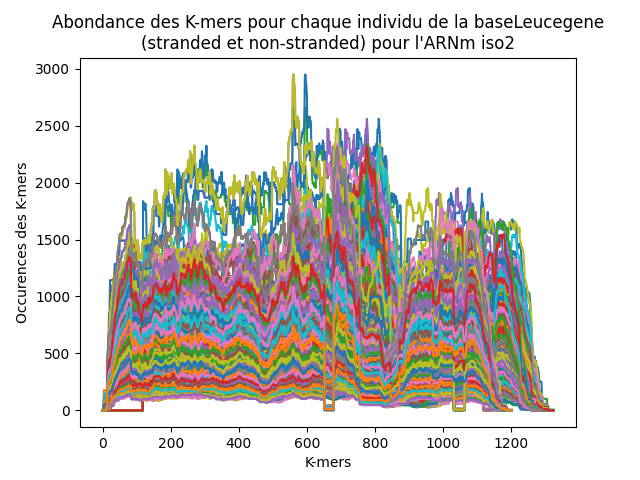 Abondance des K-mers pour chaque individu de la baseLeucegene
(stranded et non-stranded) pour l'ARNm iso2
3000
2500
2000
1500
1000
500
0
Occurences des K-mers
0 200 400 600 800 1000 1200
K-mers